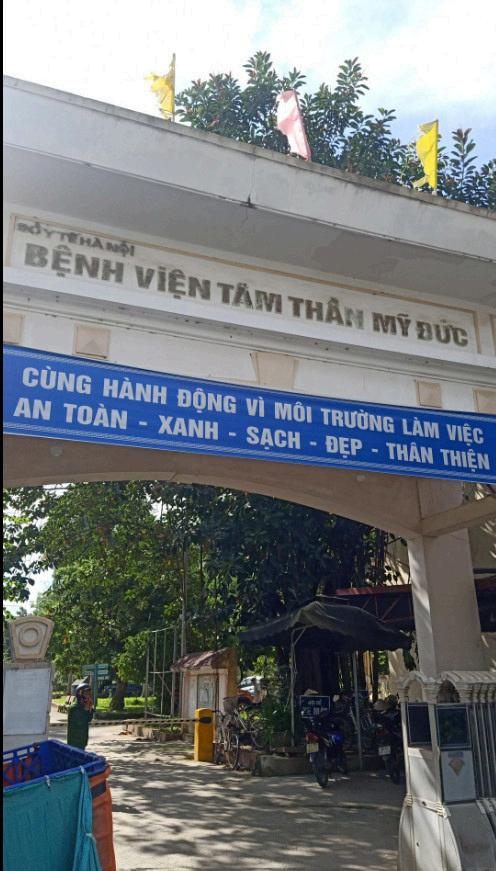 SỞ Y TẾ HÀ NỘI
BỆNH VIỆN TÂM THẦN MỸ ĐỨC
CÙNG HÀNH ĐỘNG VÌ MÔI TRƯỜNG LÀM VIỆC
AN TOÀN - XANH - SẠCH - ĐẸP - THÂN THIỆN